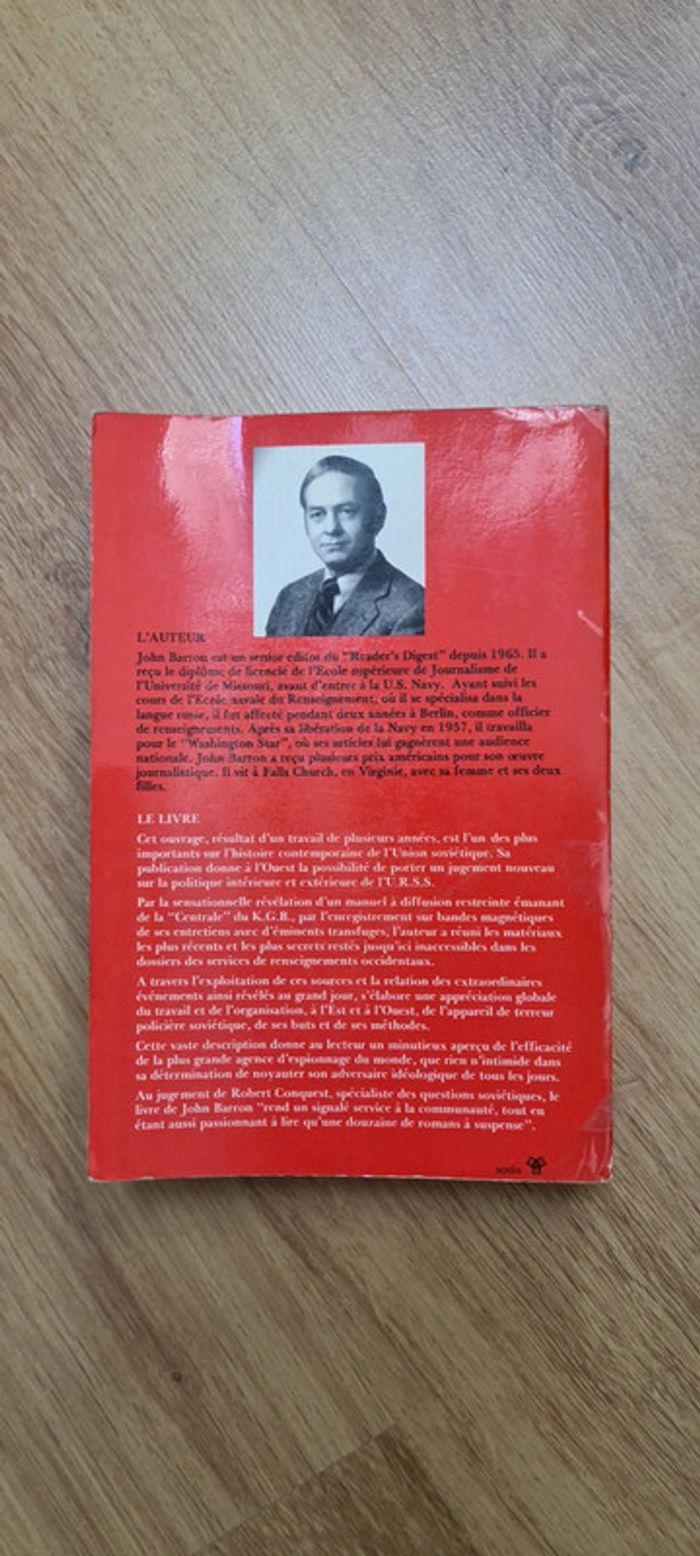 L'AUTEUR
John Barron est un senior editor du "Reader's Digest" depuis 1965. Il a
reçu le diplôme de licencié de l'Ecole supérieure de Journalisme de
l'Université de Missouri, avant d'entrer à la U.S. Navy. Ayant suivi les
cours de l'Ecole navale du Renseignement, où il se spécialisa dans la
langue russe, il fut affecté pendant deux années à Berlin, comme officier
de renseignements. Après sa libération de la Navy en 1957, il travailla
pour le "Washington Star", où ses articles lui gagnèrent une audience
nationale. John Barron a reçu plusieurs prix américains pour son œuvre
journalistique. Il vit à Falls Church, en Virginie, avec sa femme et ses deux
filles.
LE LIVRE
Cet ouvrage, résultat d'un travail de plusieurs années, est l'un des plus
importants sur l'histoire contemporaine de l'Union soviétique. Sa
publication donne à l'Ouest la possibilité de porter un jugement nouveau
sur la politique intérieure et extérieure de l'U.R.S.S.
Par la sensationnelle révélation d'un manuel à diffusion restreinte émanant
de la "Centrale" du K.G.B., par l'enregistrement sur bandes magnétiques
de ses entretiens avec d'éminents transfuges, l'auteur a réuni les matériaux
les plus récents et les plus secrets restés jusqu'ici inaccessibles dans les
dossiers des services de renseignements occidentaux.
A travers l'exploitation de ces sources et la relation des extraordinaires
événements ainsi révélés au grand jour, s'élabore une appréciation globale
du travail et de l'organisation, à l'Est et à l'Ouest, de l'appareil de terreur
policière soviétique, de ses buts et de ses méthodes.
Cette vaste description donne au lecteur un minutieux aperçu de l'efficacité
de la plus grande agence d'espionnage du monde, que rien n'intimide dans
sa détermination de noyauter son adversaire idéologique de tous les jours.
Au jugement de Robert Conquest, spécialiste des questions soviétiques, le
livre de John Barron "rend un signalé service à la communauté, tout en
étant aussi passionnant à lire qu'une douzaine de romans à suspense".
sodis